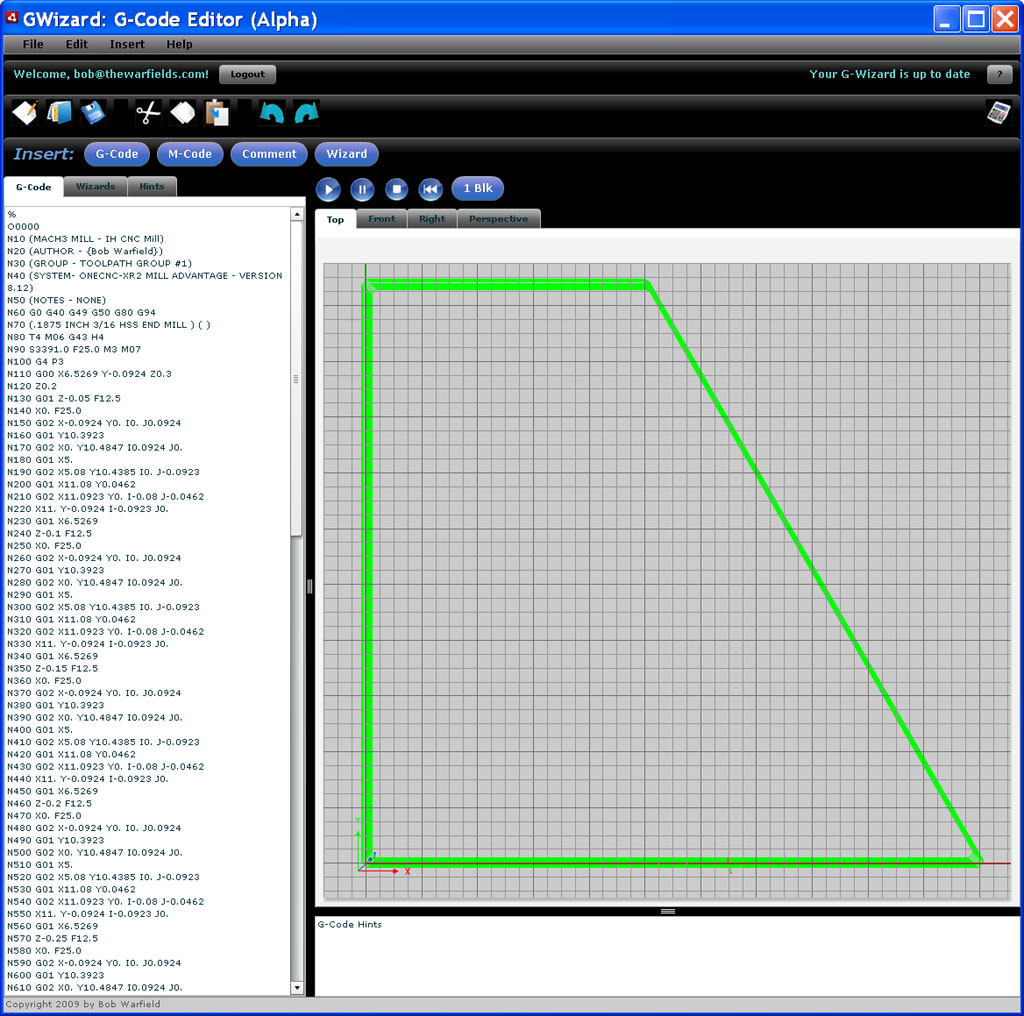 GWizard: G-Code Editor (Alpha)
File Edit Insert Help
Welcome, bob@thewarfields.com! Logout Your G-Wizard is up to date ?
Insert: G-Code M-Code Comment Wizard
G-Code Wizards Hints
1 Blk
Top Front Right Perspective
%
O0000
N10 (MACH3 MILL - IH CNC Mill)
N20 (AUTHOR - {Bob Warfield})
N30 (GROUP - TOOLPATH GROUP #1)
N40 (SYSTEM- ONECNC-XR2 MILL ADVANTAGE - VERSION
8.12)
N50 (NOTES - NONE)
N60 G0 G40 G49 G50 G80 G94
N70 (.1875 INCH 3/16 HSS END MILL ) ( )
N80 T4 M06 G43 H4
N90 S3391.0 F25.0 M3 M07
N100 G4 P3
N110 G00 X6.5269 Y-0.0924 Z0.3
N120 Z0.2
N130 G01 Z-0.05 F12.5
N140 X0. F25.0
N150 G02 X-0.0924 Y0. I0. J0.0924
N160 G01 Y10.3923
N170 G02 X0. Y10.4847 I0.0924 J0.
N180 G01 X5.
N190 G02 X5.08 Y10.4385 I0. J-0.0923
N200 G01 X11.08 Y0.0462
N210 G02 X11.0923 Y0. I-0.08 J-0.0462
N220 X11. Y-0.0924 I-0.0923 J0.
N230 G01 X6.5269
N240 Z-0.1 F12.5
N250 X0. F25.0
N260 G02 X-0.0924 Y0. I0. J0.0924
N270 G01 Y10.3923
N280 G02 X0. Y10.4847 I0.0924 J0.
N290 G01 X5.
N300 G02 X5.08 Y10.4385 I0. J-0.0923
N310 G01 X11.08 Y0.0462
N320 G02 X11.0923 Y0. I-0.08 J-0.0462
N330 X11. Y-0.0924 I-0.0923 J0.
N340 G01 X6.5269
N350 Z-0.15 F12.5
N360 X0. F25.0
N370 G02 X-0.0924 Y0. I0. J0.0924
N380 G01 Y10.3923
N390 G02 X0. Y10.4847 I0.0924 J0.
N400 G01 X5.
N410 G02 X5.08 Y10.4385 I0. J-0.0923
N420 G01 X11.08 Y0.0462
N430 G02 X11.0923 Y0. I-0.08 J-0.0462
N440 X11. Y-0.0924 I-0.0923 J0.
N450 G01 X6.5269
N460 Z-0.2 F12.5
N470 X0. F25.0
N480 G02 X-0.0924 Y0. I0. J0.0924
N490 G01 Y10.3923
N500 G02 X0. Y10.4847 I0.0924 J0.
N510 G01 X5.
N520 G02 X5.08 Y10.4385 I0. J-0.0923
N530 G01 X11.08 Y0.0462
N540 G02 X11.0923 Y0. I-0.08 J-0.0462
N550 X11. Y-0.0924 I-0.0923 J0.
N560 G01 X6.5269
N570 Z-0.25 F12.5
N580 X0. F25.0
N590 G02 X-0.0924 Y0. I0. J0.0924
N600 G01 Y10.3923
N610 G02 X0. Y10.4847 I0.0924 J0.
Y
X
G-Code Hints
Copyright 2009 by Bob Warfield